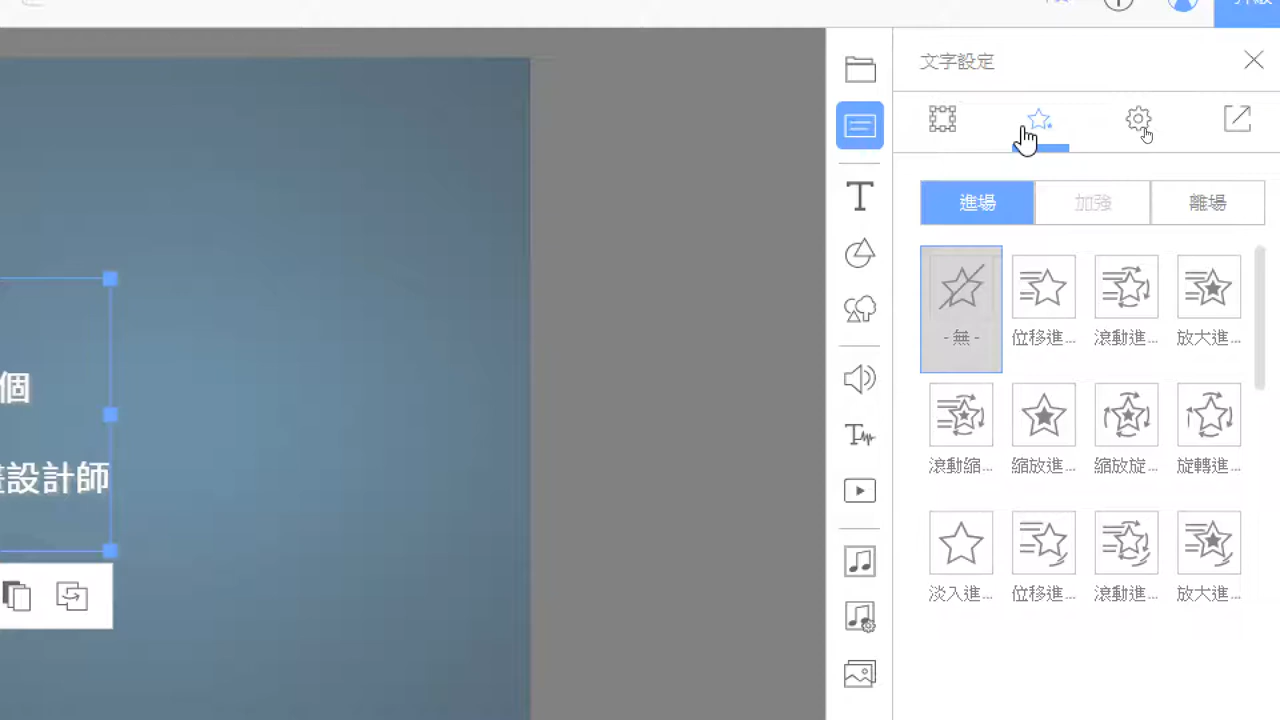 文字設定
進場
加強
離場
個
設計師
- 無 -
位移進...
滾動進...
放大進...
滾動縮...
縮放進...
縮放旋...
旋轉進...
淡入進...
位移進...
滾動進...
放大進...